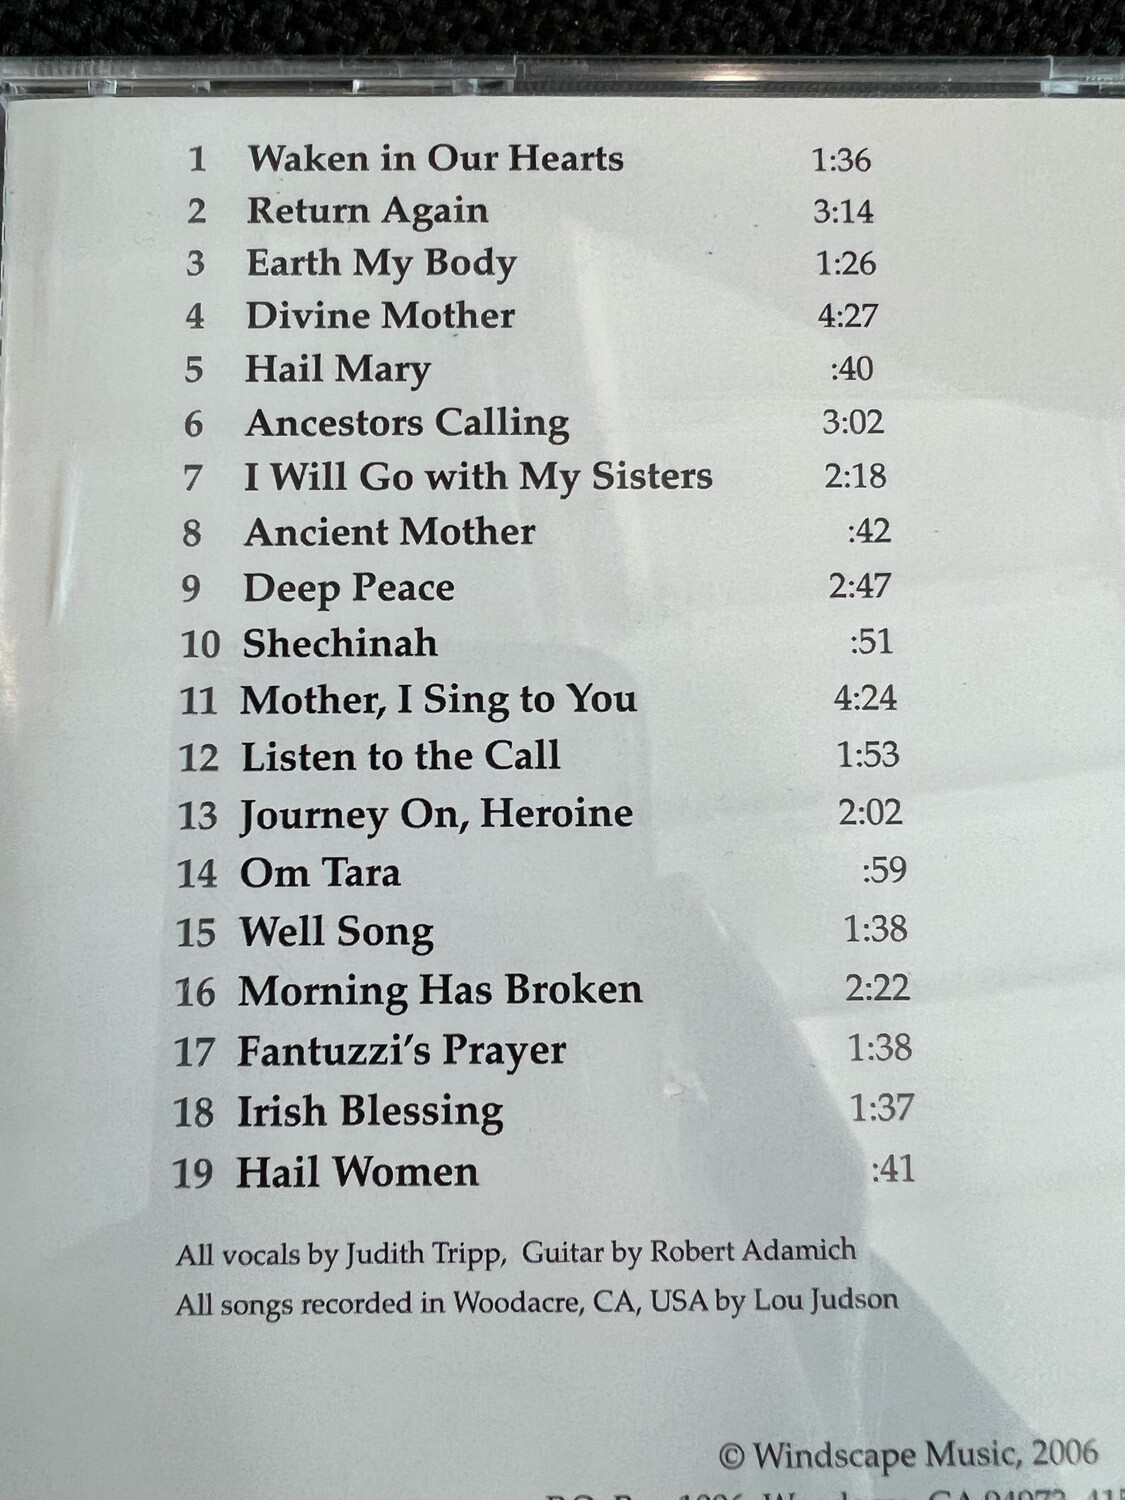 1 Waken in Our Hearts 1:36
2 Return Again 3:14
3 Earth My Body 1:26
4 Divine Mother 4:27
5 Hail Mary :40
6 Ancestors Calling 3:02
7 I Will Go with My Sisters 2:18
8 Ancient Mother :42
9 Deep Peace 2:47
10 Shechinah :51
11 Mother, I Sing to You 4:24
12 Listen to the Call 1:53
13 Journey On, Heroine 2:02
14 Om Tara :59
15 Well Song 1:38
16 Morning Has Broken 2:22
17 Fantuzzi's Prayer 1:38
18 Irish Blessing 1:37
19 Hail Women :41
All vocals by Judith Tripp, Guitar by Robert Adamich
All songs recorded in Woodacre, CA, USA by Lou Judson
© Windscape Music, 2006